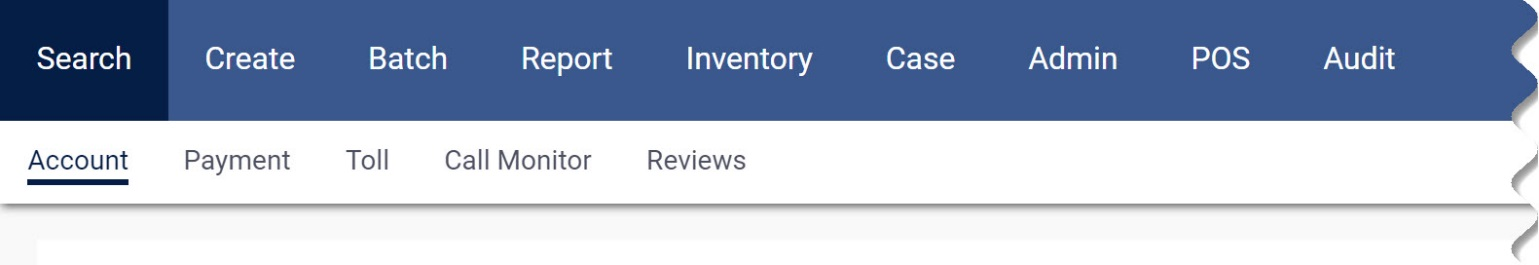 Search Create Batch Report Inventory Case Admin POS Audit
Account Payment Toll Call Monitor Reviews